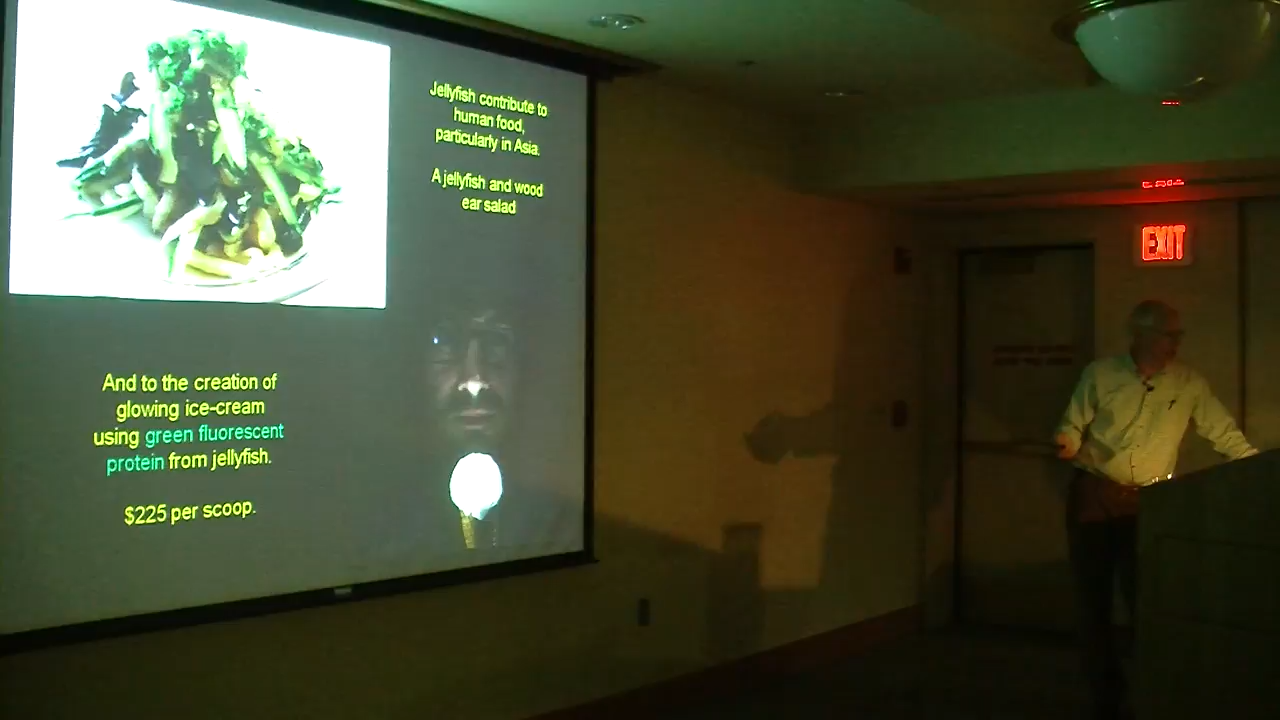 Jellyfish contribute to
human food,
particularly in Asia.
A jellyfish and wood
ear salad
And to the creation of
glowing ice-cream
using green fluorescent
protein from jellyfish.
$225 per scoop.
EXIT